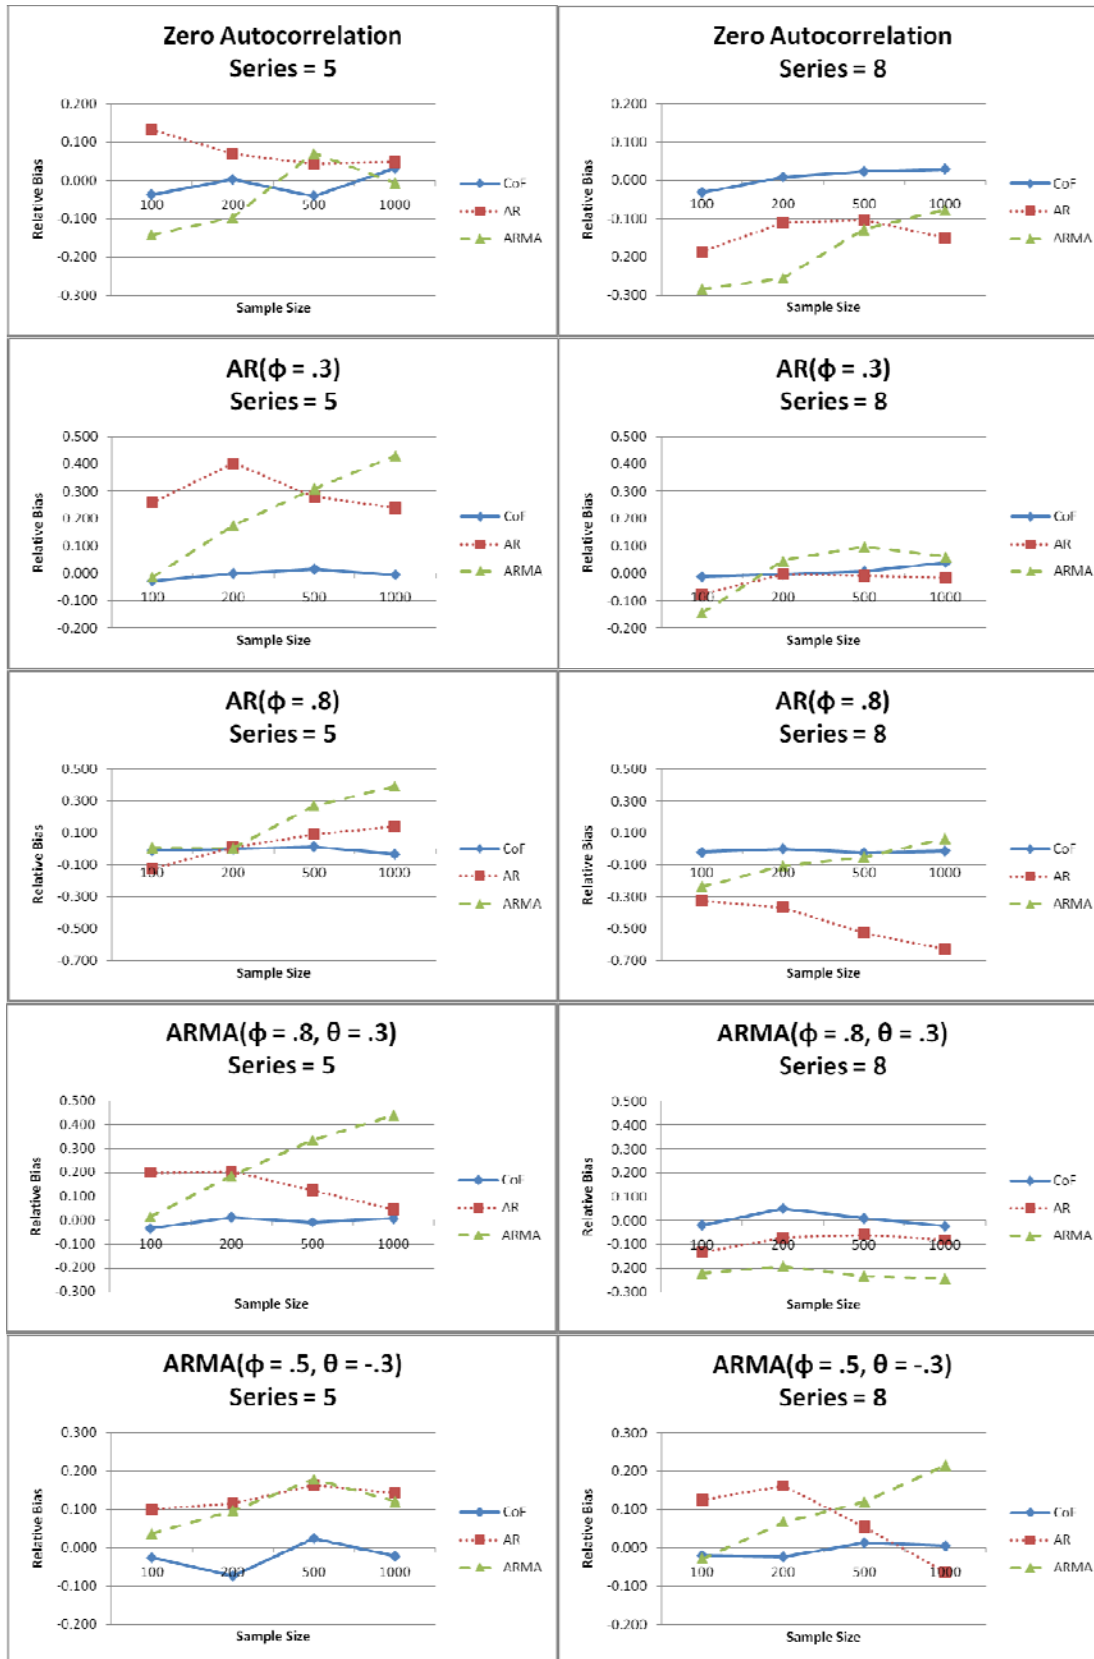 Zero Autocorrelation
Series = 5
0.200
0.100
0.000
-0.100
-0.200
-0.300
Relative Bias
100 200 500 1000
Sample Size
CoF
AR
ARMA
Zero Autocorrelation
Series = 8
0.200
0.100
0.000
-0.100
-0.200
-0.300
Relative Bias
100 200 500 1000
Sample Size
CoF
AR
ARMA
AR(ϕ = .3)
Series = 5
0.500
0.400
0.300
0.200
0.100
0.000
-0.100
-0.200
Relative Bias
100 200 500 1000
Sample Size
CoF
AR
ARMA
AR(ϕ = .3)
Series = 8
0.500
0.400
0.300
0.200
0.100
0.000
-0.100
-0.200
Relative Bias
100 200 500 1000
Sample Size
CoF
AR
ARMA
AR(ϕ = .8)
Series = 5
0.500
0.300
0.100
-0.100
-0.300
-0.500
-0.700
Relative Bias
100 200 500 1000
Sample Size
CoF
AR
ARMA
AR(ϕ = .8)
Series = 8
0.500
0.300
0.100
-0.100
-0.300
-0.500
-0.700
Relative Bias
100 200 500 1000
Sample Size
CoF
AR
ARMA
ARMA(ϕ = .8, θ = .3)
Series = 5
0.500
0.400
0.300
0.200
0.100
0.000
-0.100
-0.200
-0.300
Relative Bias
100 200 500 1000
Sample Size
CoF
AR
ARMA
ARMA(ϕ = .8, θ = .3)
Series = 8
0.500
0.400
0.300
0.200
0.100
0.000
-0.100
-0.200
-0.300
Relative Bias
100 200 500 1000
Sample Size
CoF
AR
ARMA
ARMA(ϕ = .5, θ = -.3)
Series = 5
0.300
0.200
0.100
0.000
-0.100
-0.200
Relative Bias
100 200 500 1000
Sample Size
CoF
AR
ARMA
ARMA(ϕ = .5, θ = -.3)
Series = 8
0.300
0.200
0.100
0.000
-0.100
-0.200
Relative Bias
100 200 500 1000
Sample Size
CoF
AR
ARMA